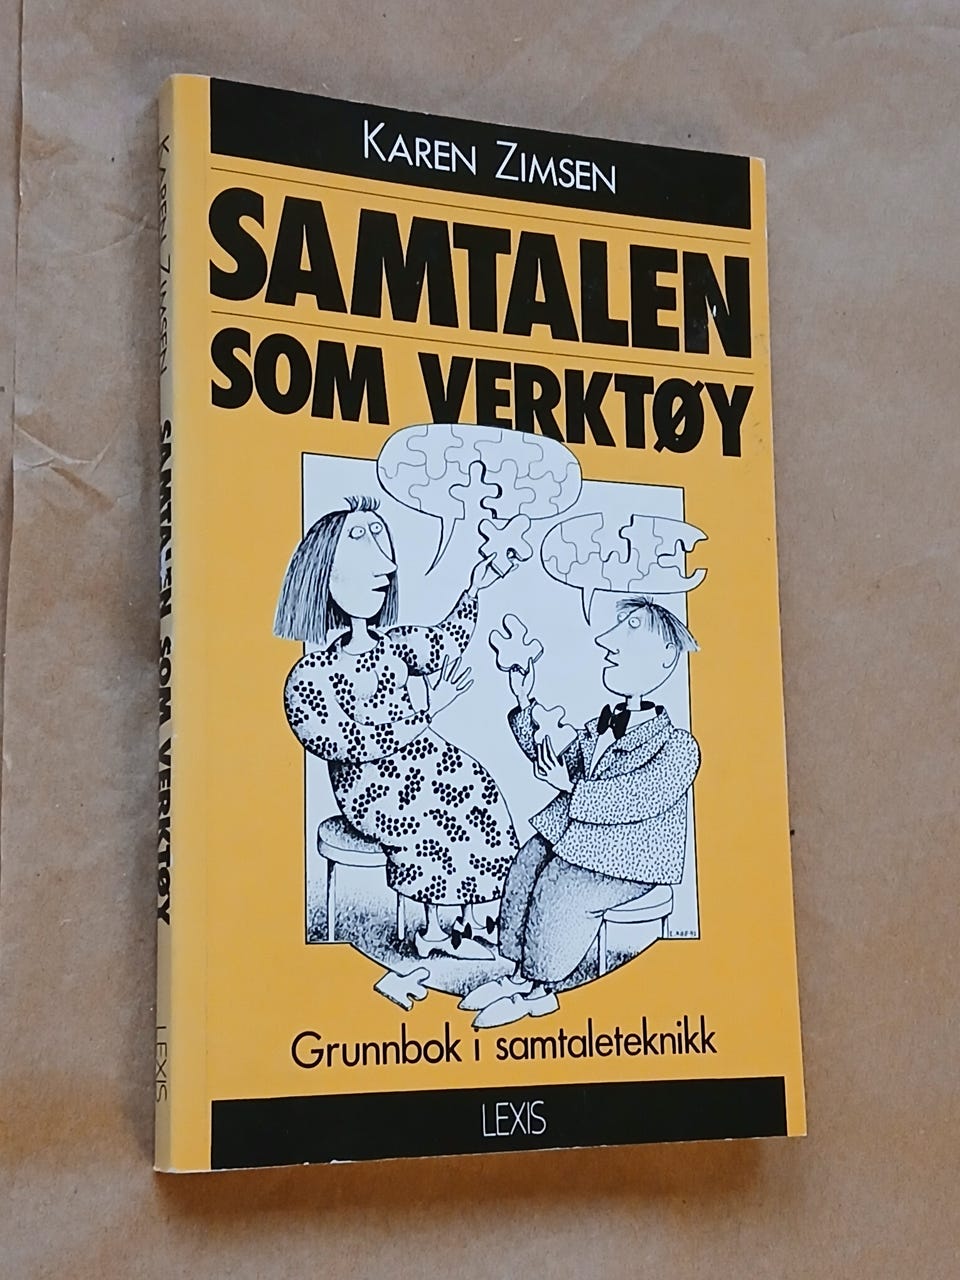 KAREN ZIMSEN
SAMTALEN
SOM VERKTØY
Grunnbok i samtaleteknikk
LEXIS
KAREN ZIMSEN SAMTALEN SOM VERKTØY LEXIS